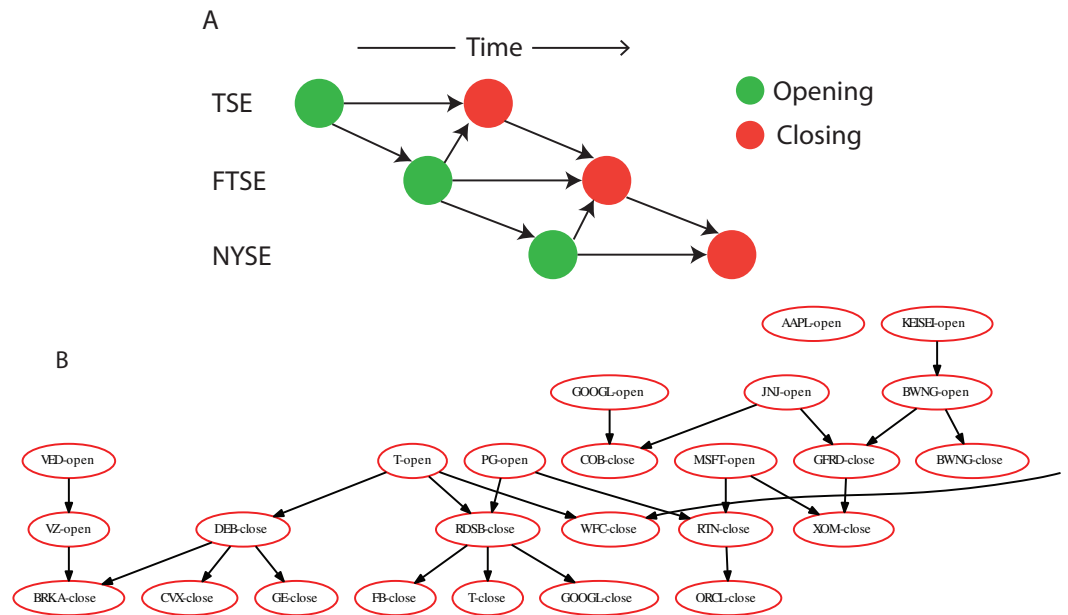 A
Time
TSE
Opening
Closing
FTSE
NYSE
B
AAPL-open
KEISEI-open
GOOGL-open
JNJ-open
BWNG-open
VED-open
T-open
PG-open
COB-close
MSFT-open
GFRD-close
BWNG-close
VZ-open
DEB-close
RDSB-close
WFC-close
RTN-close
XOM-close
BRKA-close
CVX-close
GE-close
FB-close
T-close
GOOGL-close
ORCL-close